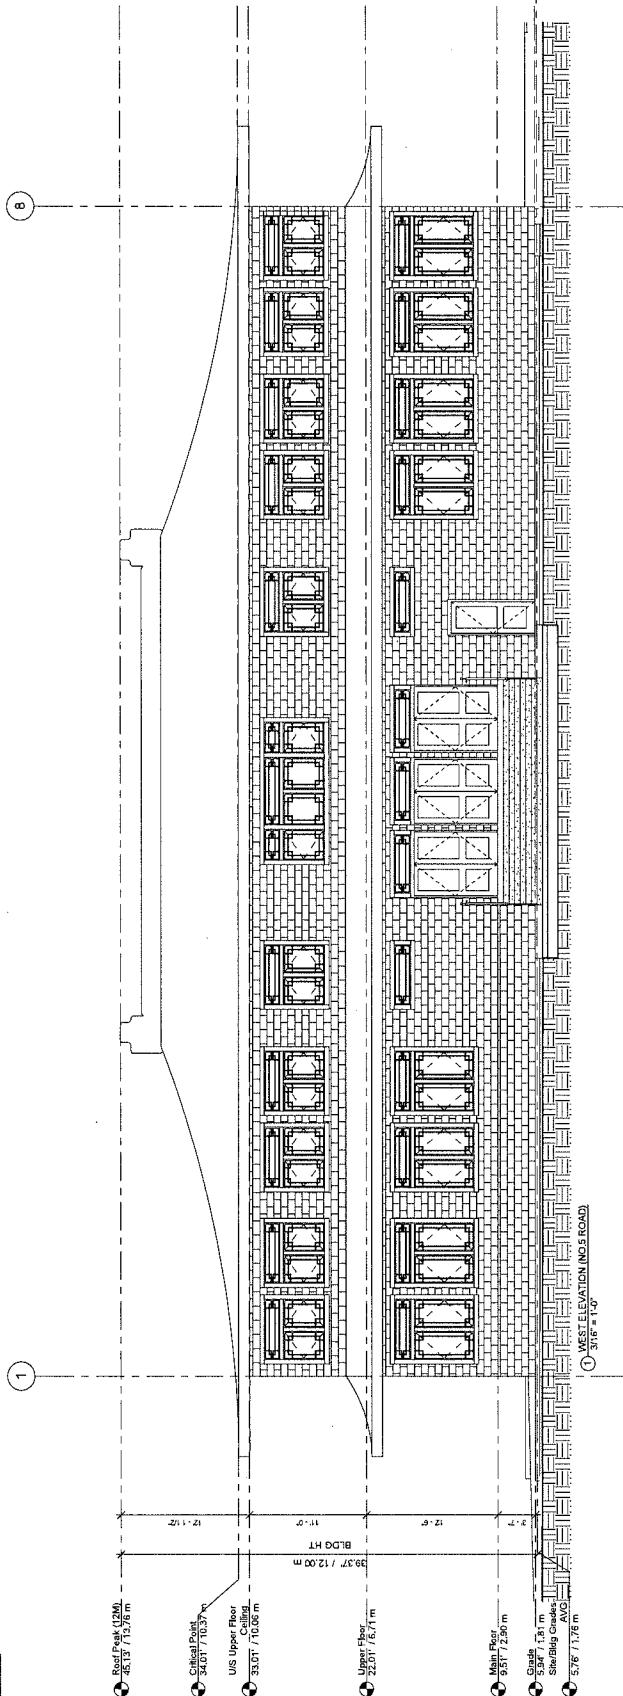 8
1
12' - 1 1/2"
11' - 0"
12' - 6"
3' - 7"
BLDG HT
39.37' / 12.00 m
Roof Peak (12M)
45.13' / 13.76 m
Critical Point
34.01' / 10.37 m
U/S Upper Floor
Ceiling
33.01' / 10.06 m
Upper Floor
22.01' / 6.71 m
Main Floor
9.51' / 2.90 m
Grade
5.94' / 1.81 m
Site/Bldg Grades
AVG
5.76' / 1.76 m
1
WEST ELEVATION (NO.5 ROAD)
3/16" = 1'-0"